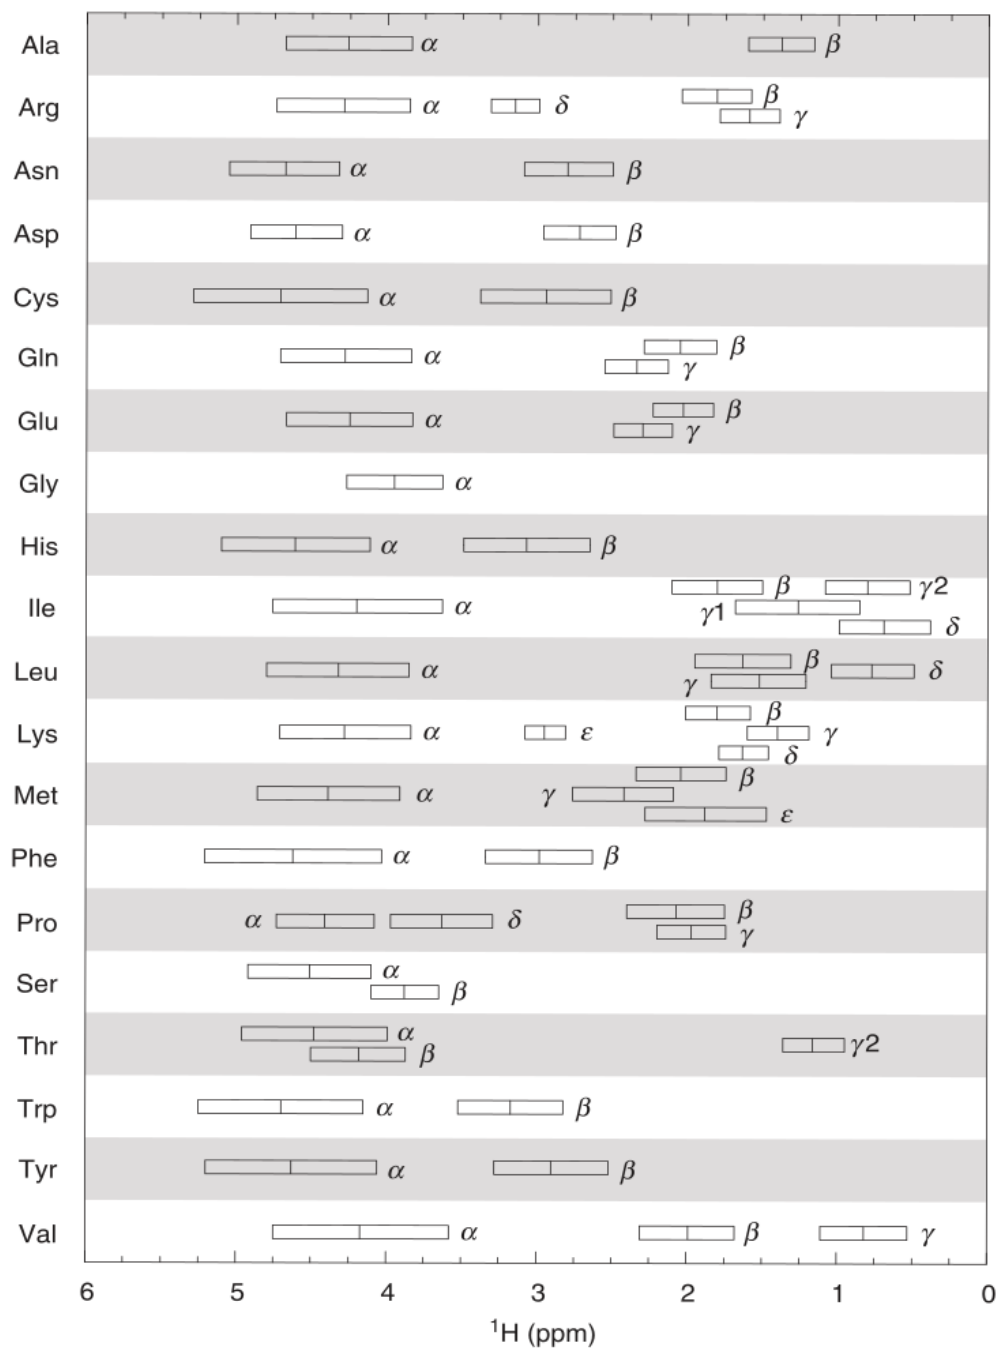 Ala α β
Arg α δ β γ
Asn α β
Asp α β
Cys α β
Gln α β γ
Glu α β γ
Gly α
His α β
Ile α β γ2 γ1 δ
Leu α β γ δ
Lys α ε β γ δ
Met α β γ ε
Phe α β
Pro α δ β γ
Ser α β
Thr α β γ2
Trp α β
Tyr α β
Val α β γ
6 5 4 3 2 1 0
¹H (ppm)